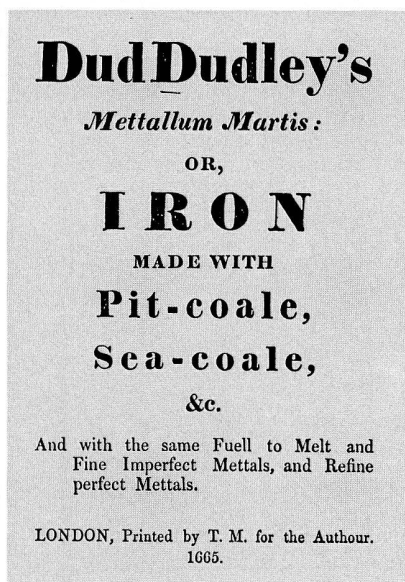 Dud Dudley's
Mettallum Martis:
OR,
IRON
MADE WITH
Pit-coale,
Sea-coale,
&c.
And with the same Fuell to Melt and
Fine Imperfect Mettals, and Refine
perfect Mettals.
LONDON, Printed by T. M. for the Authour.
1665.